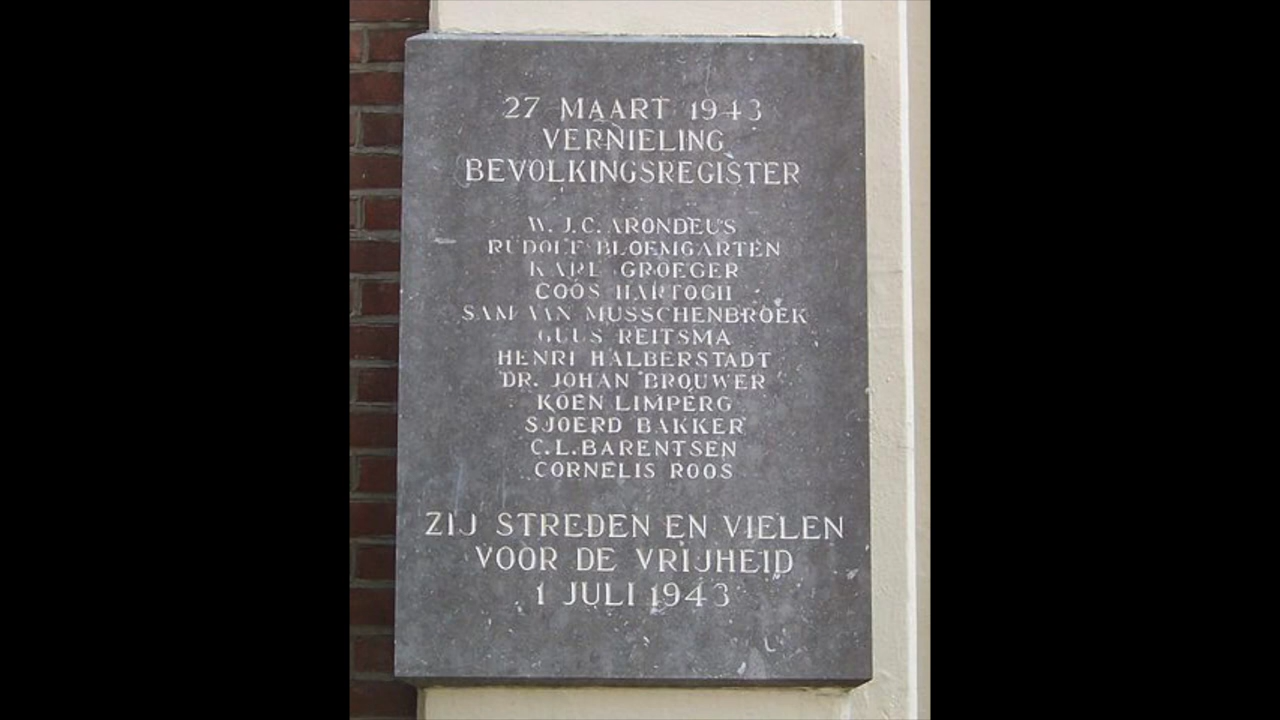 27 MAART 1943
VERNIELING
BEVOLKINGSREGISTER
W. J. C. ARONDEUS
RUDOLF BLOEMGARTEN
KARL GROEGER
COOS HARTOGH
SAM VAN MUSSCHENBROEK
GUUS REITSMA
HENRI HALBERSTADT
DR. JOHAN BROUWER
KOEN LIMPERG
SJOERD BAKKER
C.L. BARENTSEN
CORNELIS ROOS
ZIJ STREDEN EN VIELEN
VOOR DE VRIJHEID
1 JULI 1943